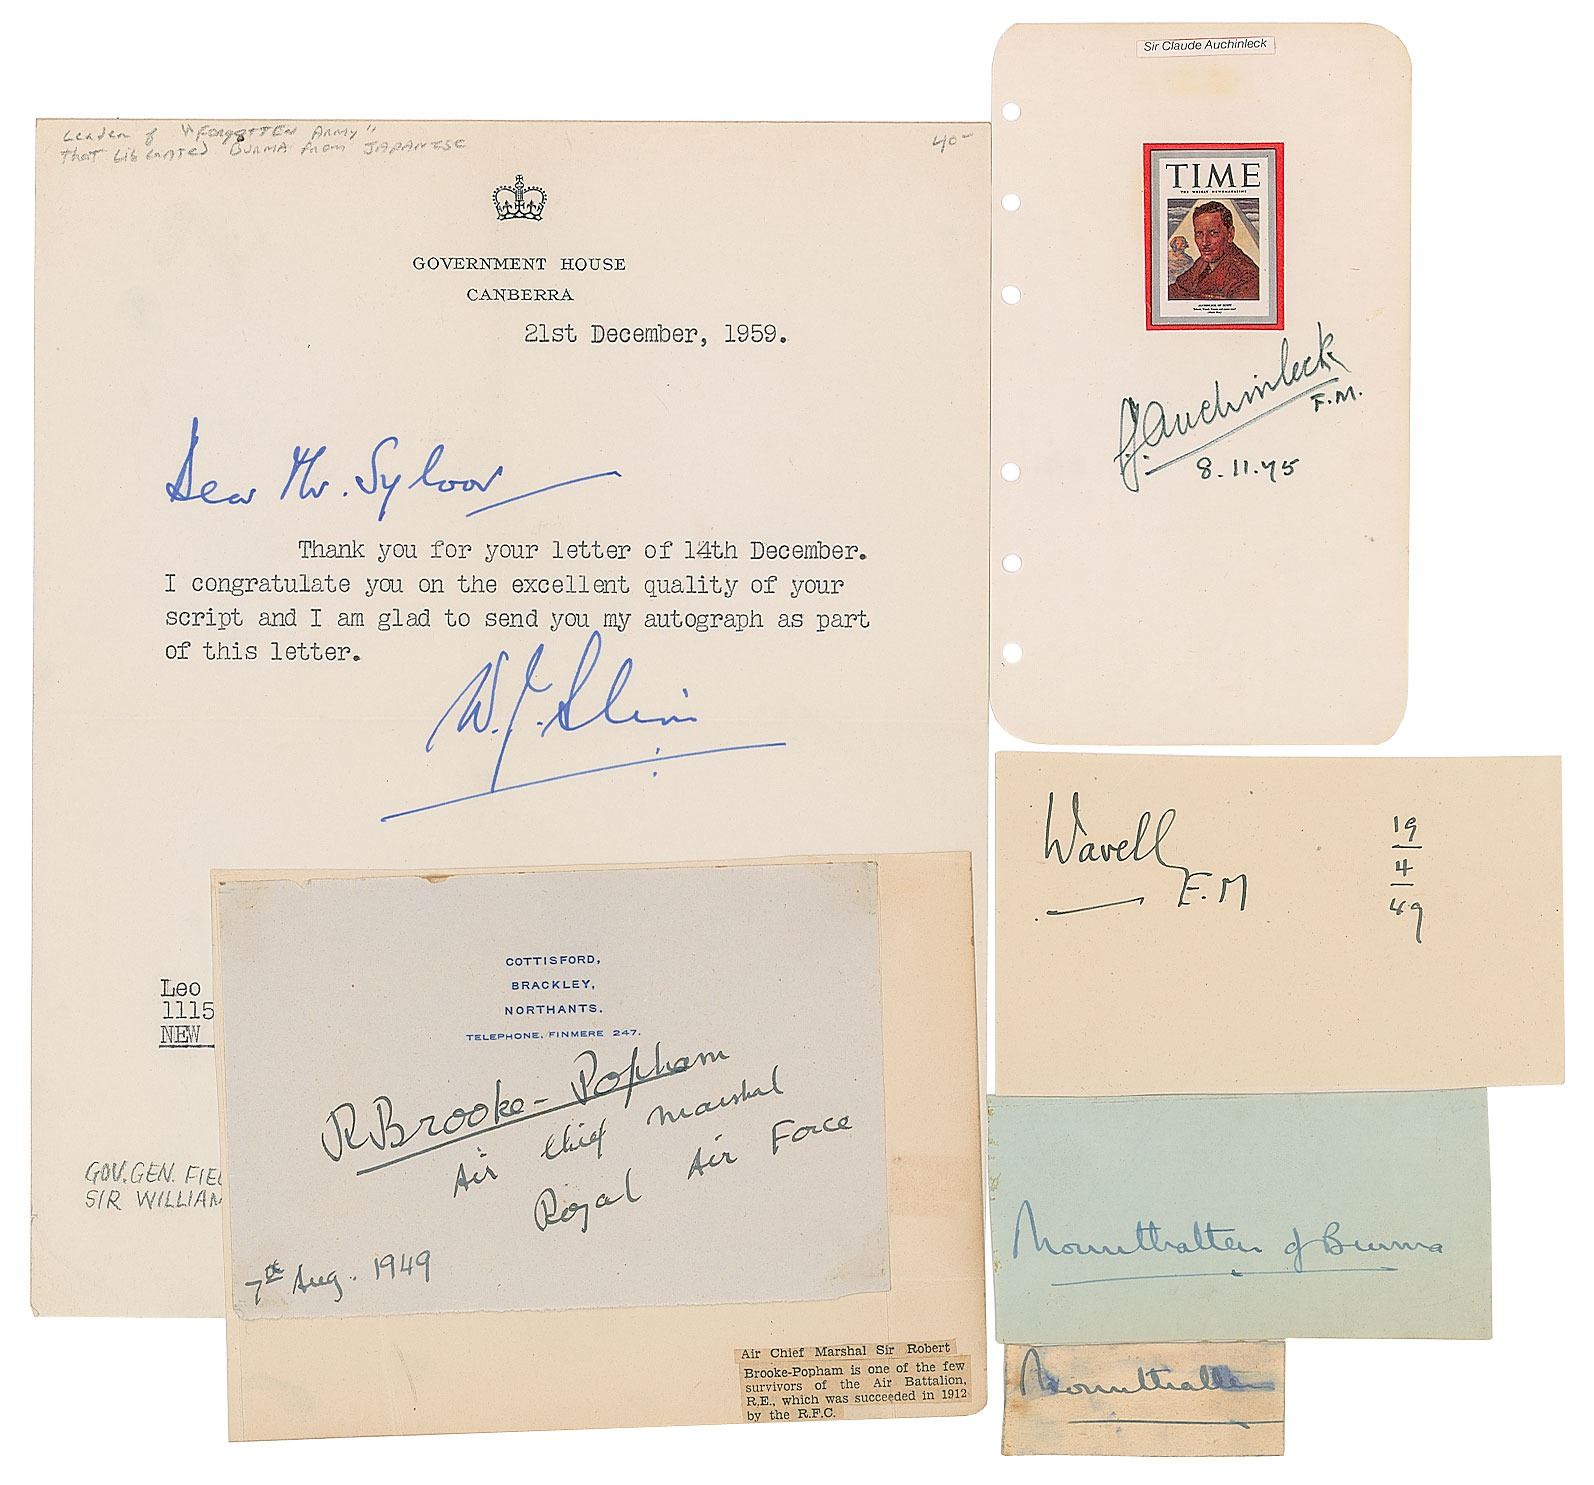 Leader of "FORGOTTEN ARMY"
that liberated BURMA from JAPANESE
40-
GOVERNMENT HOUSE
CANBERRA
21st December, 1959.
Dear Mr. Sylvor
Thank you for your letter of 14th December.
I congratulate you on the excellent quality of your
script and I am glad to send you my autograph as part
of this letter.
W.J. Slim
Leo
1115
NEW
GOV. GEN. FIEL
SIR WILLIAM
COTTISFORD,
BRACKLEY,
NORTHANTS.
TELEPHONE, FINMERE 247.
R Brooke-Popham
Air Chief Marshal
Royal Air Force
7th Aug. 1949
Air Chief Marshal Sir Robert
Brooke-Popham is one of the few
survivors of the Air Battalion,
R.E., which was succeeded in 1912
by the R.F.C.
Sir Claude Auchinleck
TIME
THE WEEKLY NEWSMAGAZINE
Auchinleck
F.M.
8.11.75
Wavell
F.M
19
4
49
Mountbatten of Burma
Mountbatten